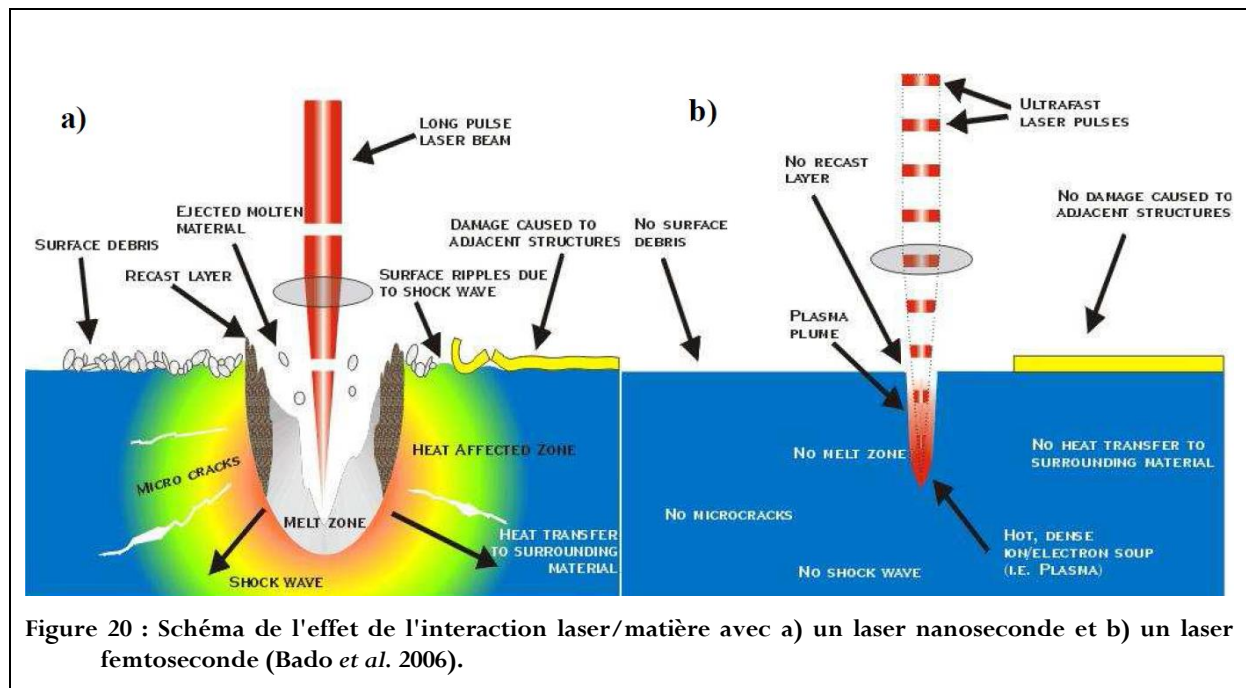 a)
LONG PULSE
LASER BEAM
EJECTED MOLTEN
MATERIAL
SURFACE DEBRIS
RECAST LAYER
DAMAGE CAUSED TO
ADJACENT STRUCTURES
SURFACE RIPPLES DUE
TO SHOCK WAVE
HEAT AFFECTED ZONE
MICRO CRACKS
MELT ZONE
SHOCK WAVE
HEAT TRANSFER
TO SURROUNDING
MATERIAL
b)
ULTRAFAST
LASER PULSES
NO RECAST
LAYER
NO SURFACE
DEBRIS
NO DAMAGE CAUSED TO
ADJACENT STRUCTURES
PLASMA
PLUME
NO MELT ZONE
NO HEAT TRANSFER TO
SURROUNDING MATERIAL
NO MICROCRACKS
HOT, DENSE
ION/ELECTRON SOUP
(I.E. PLASMA)
NO SHOCK WAVE
Figure 20 : Schéma de l'effet de l'interaction laser/matière avec a) un laser nanoseconde et b) un laser
femtoseconde (Bado et al. 2006).